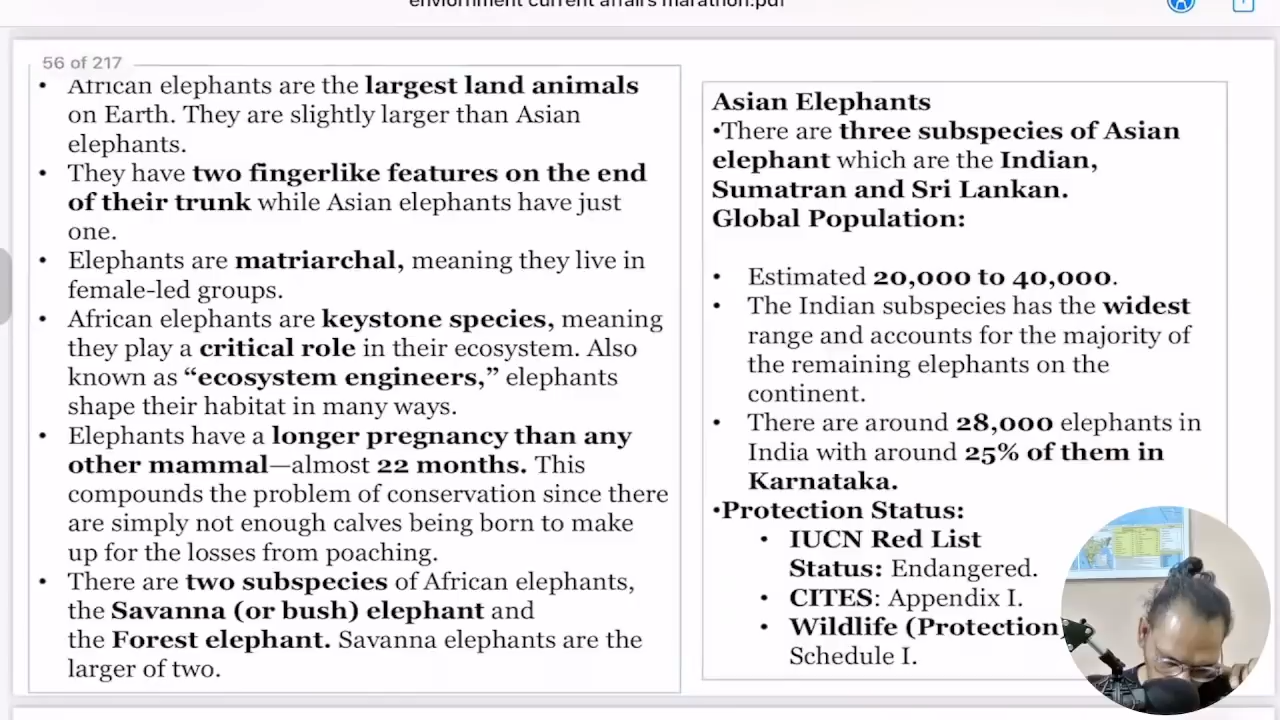 enviornment current affairs marathon.pdf
56 of 217
• African elephants are the largest land animals
on Earth. They are slightly larger than Asian
elephants.
• They have two fingerlike features on the end
of their trunk while Asian elephants have just
one.
• Elephants are matriarchal, meaning they live in
female-led groups.
• African elephants are keystone species, meaning
they play a critical role in their ecosystem. Also
known as “ecosystem engineers,” elephants
shape their habitat in many ways.
• Elephants have a longer pregnancy than any
other mammal—almost 22 months. This
compounds the problem of conservation since there
are simply not enough calves being born to make
up for the losses from poaching.
• There are two subspecies of African elephants,
the Savanna (or bush) elephant and
the Forest elephant. Savanna elephants are the
larger of two.
Asian Elephants
•There are three subspecies of Asian
elephant which are the Indian,
Sumatran and Sri Lankan.
Global Population:
• Estimated 20,000 to 40,000.
• The Indian subspecies has the widest
range and accounts for the majority of
the remaining elephants on the
continent.
• There are around 28,000 elephants in
India with around 25% of them in
Karnataka.
•Protection Status:
• IUCN Red List
Status: Endangered.
• CITES: Appendix I.
• Wildlife (Protection)
Schedule I.